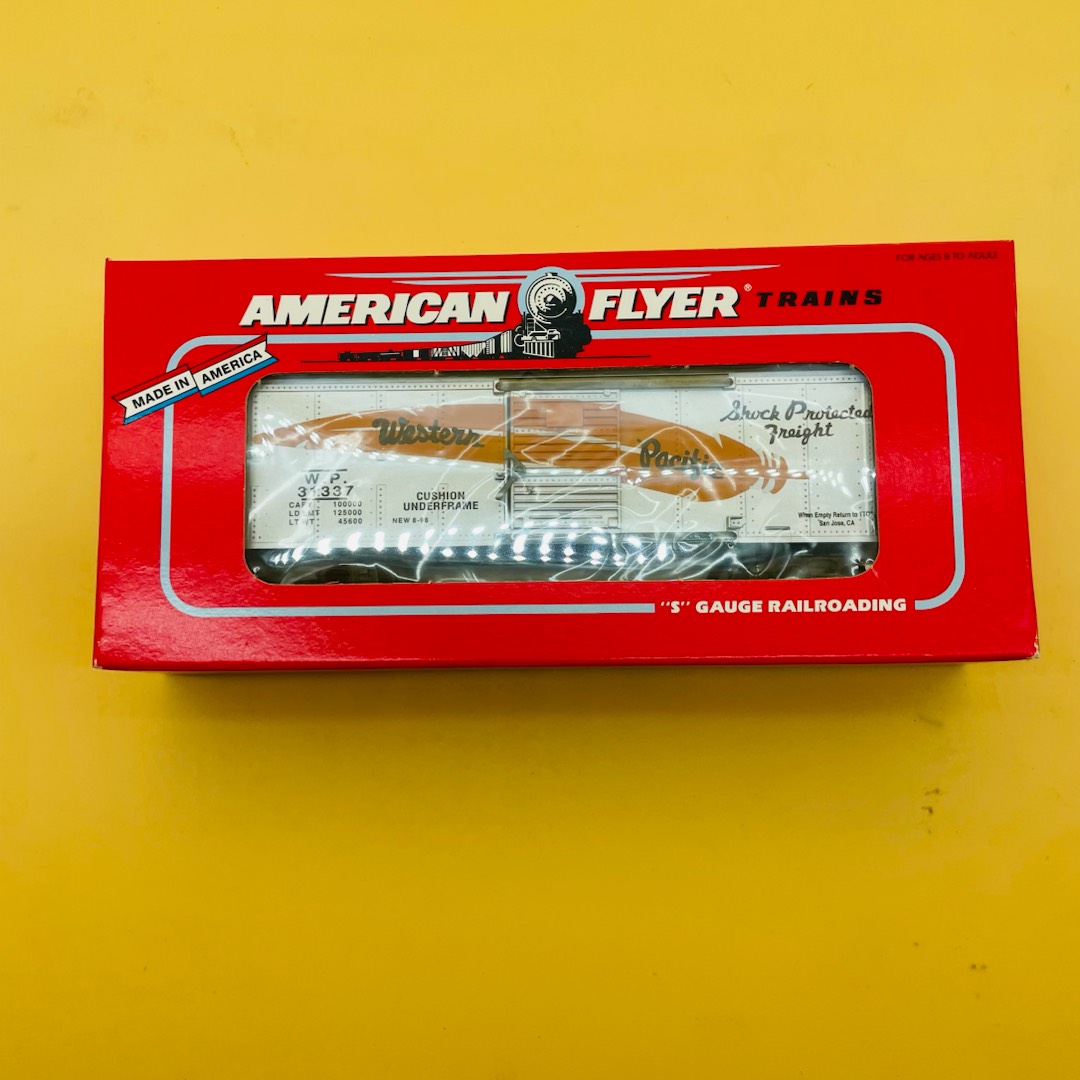 FOR AGES 8 TO ADULT
AMERICAN FLYER® TRAINS
MADE IN AMERICA
Western Pacific
Shock Protected
Freight
W.P.
31337
CAPY 100000
LD LMT 125000
LT WT 45600
CUSHION
UNDERFRAME
NEW 8-96
When Empty Return to
San Jose, CA
"S" GAUGE RAILROADING